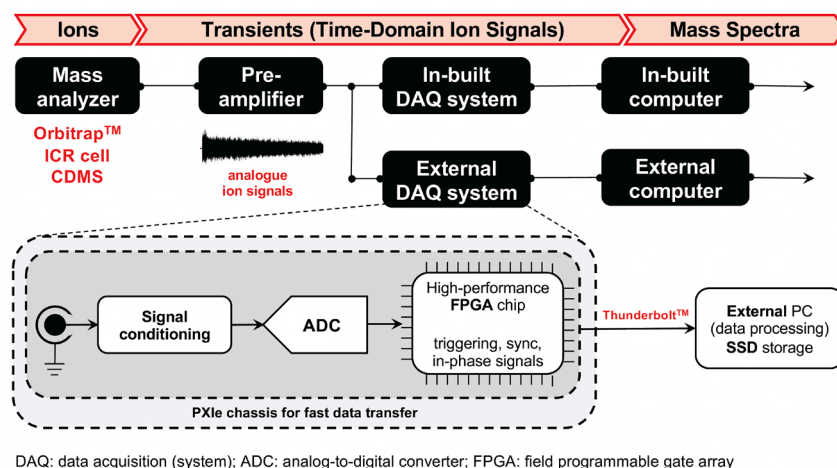 Ions
Transients (Time-Domain Ion Signals)
Mass Spectra
Mass
analyzer
Pre-
amplifier
In-built
DAQ system
In-built
computer
Orbitrap™
ICR cell
CDMS
analogue
ion signals
External
DAQ system
External
computer
Signal
conditioning
ADC
High-performance
FPGA chip
triggering, sync,
in-phase signals
Thunderbolt™
External PC
(data processing)
SSD storage
PXIe chassis for fast data transfer
DAQ: data acquisition (system); ADC: analog-to-digital converter; FPGA: field programmable gate array